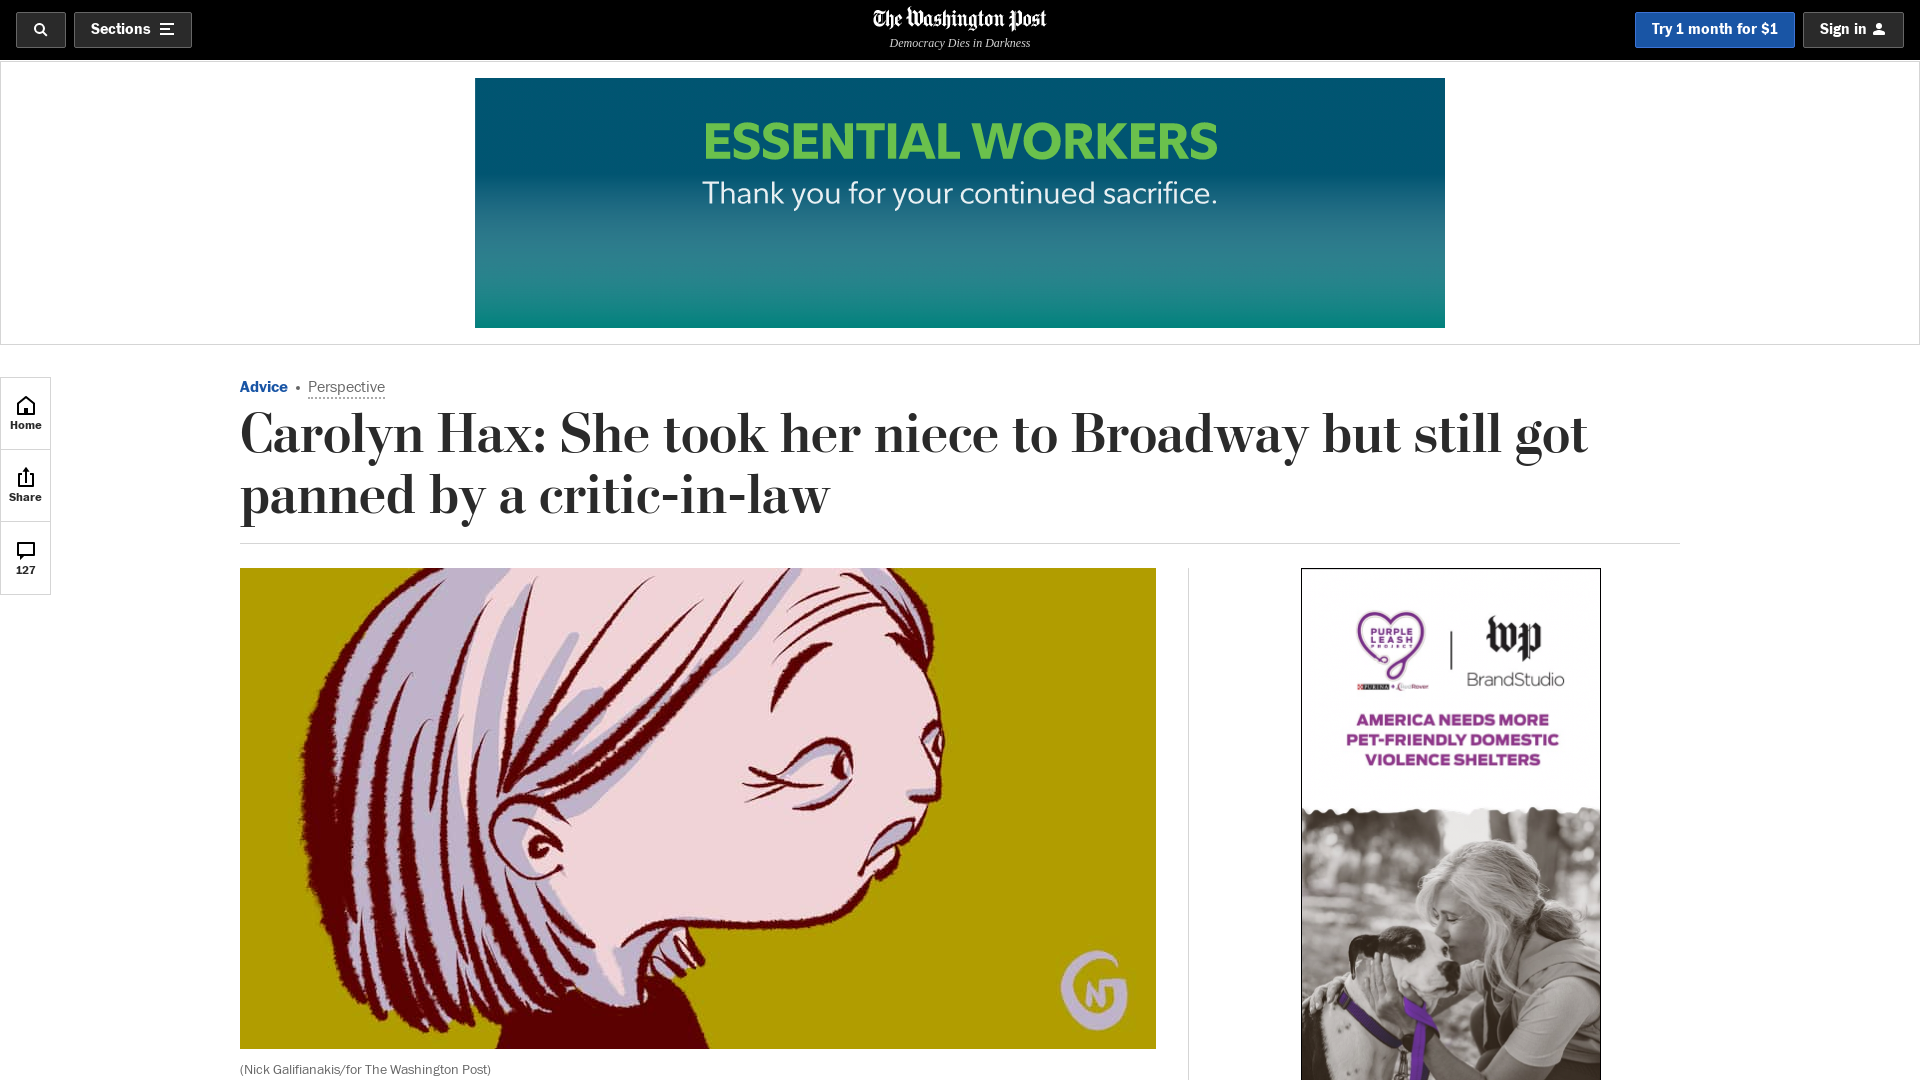 Sections
The Washington Post
Democracy Dies in Darkness
Try 1 month for $1
Sign in
ESSENTIAL WORKERS
Thank you for your continued sacrifice.
Home
Share
127
Advice • Perspective
Carolyn Hax: She took her niece to Broadway but still got
panned by a critic-in-law
PURPLE
LEASH
PROJECT
PURINA
wp
BrandStudio
AMERICA NEEDS MORE
PET-FRIENDLY DOMESTIC
VIOLENCE SHELTERS
NG
(Nick Galifianakis/for The Washington Post)